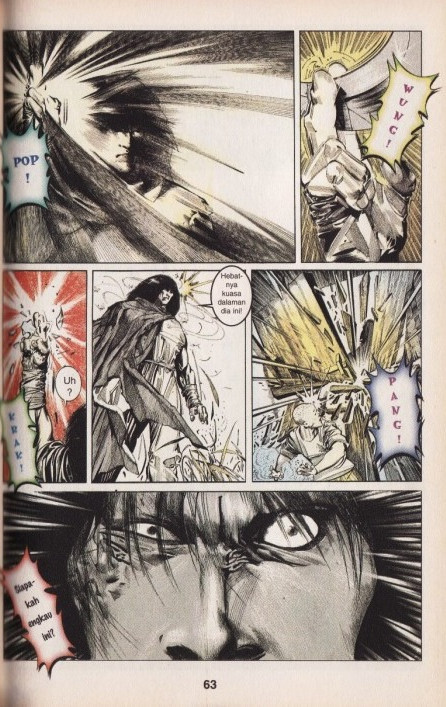 POP
!
WUNG!
KRAK!
Uh
?
Hebat-
nya
kuasa
dalaman
dia ini!
PANG!
Siapa-
kah
engkau
ini?
63